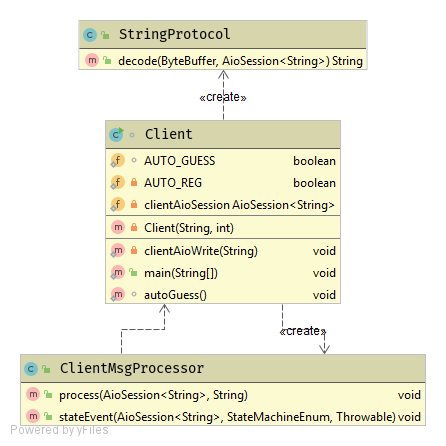 StringProtocol
decode(ByteBuffer, AioSession<String>) String
«create»
Client
AUTO_GUESS boolean
AUTO_REG boolean
clientAioSession AioSession<String>
Client(String, int)
clientAioWrite(String) void
main(String[]) void
autoGuess() void
«create»
ClientMsgProcessor
process(AioSession<String>, String) void
stateEvent(AioSession<String>, StateMachineEnum, Throwable) void
Powered by yFiles